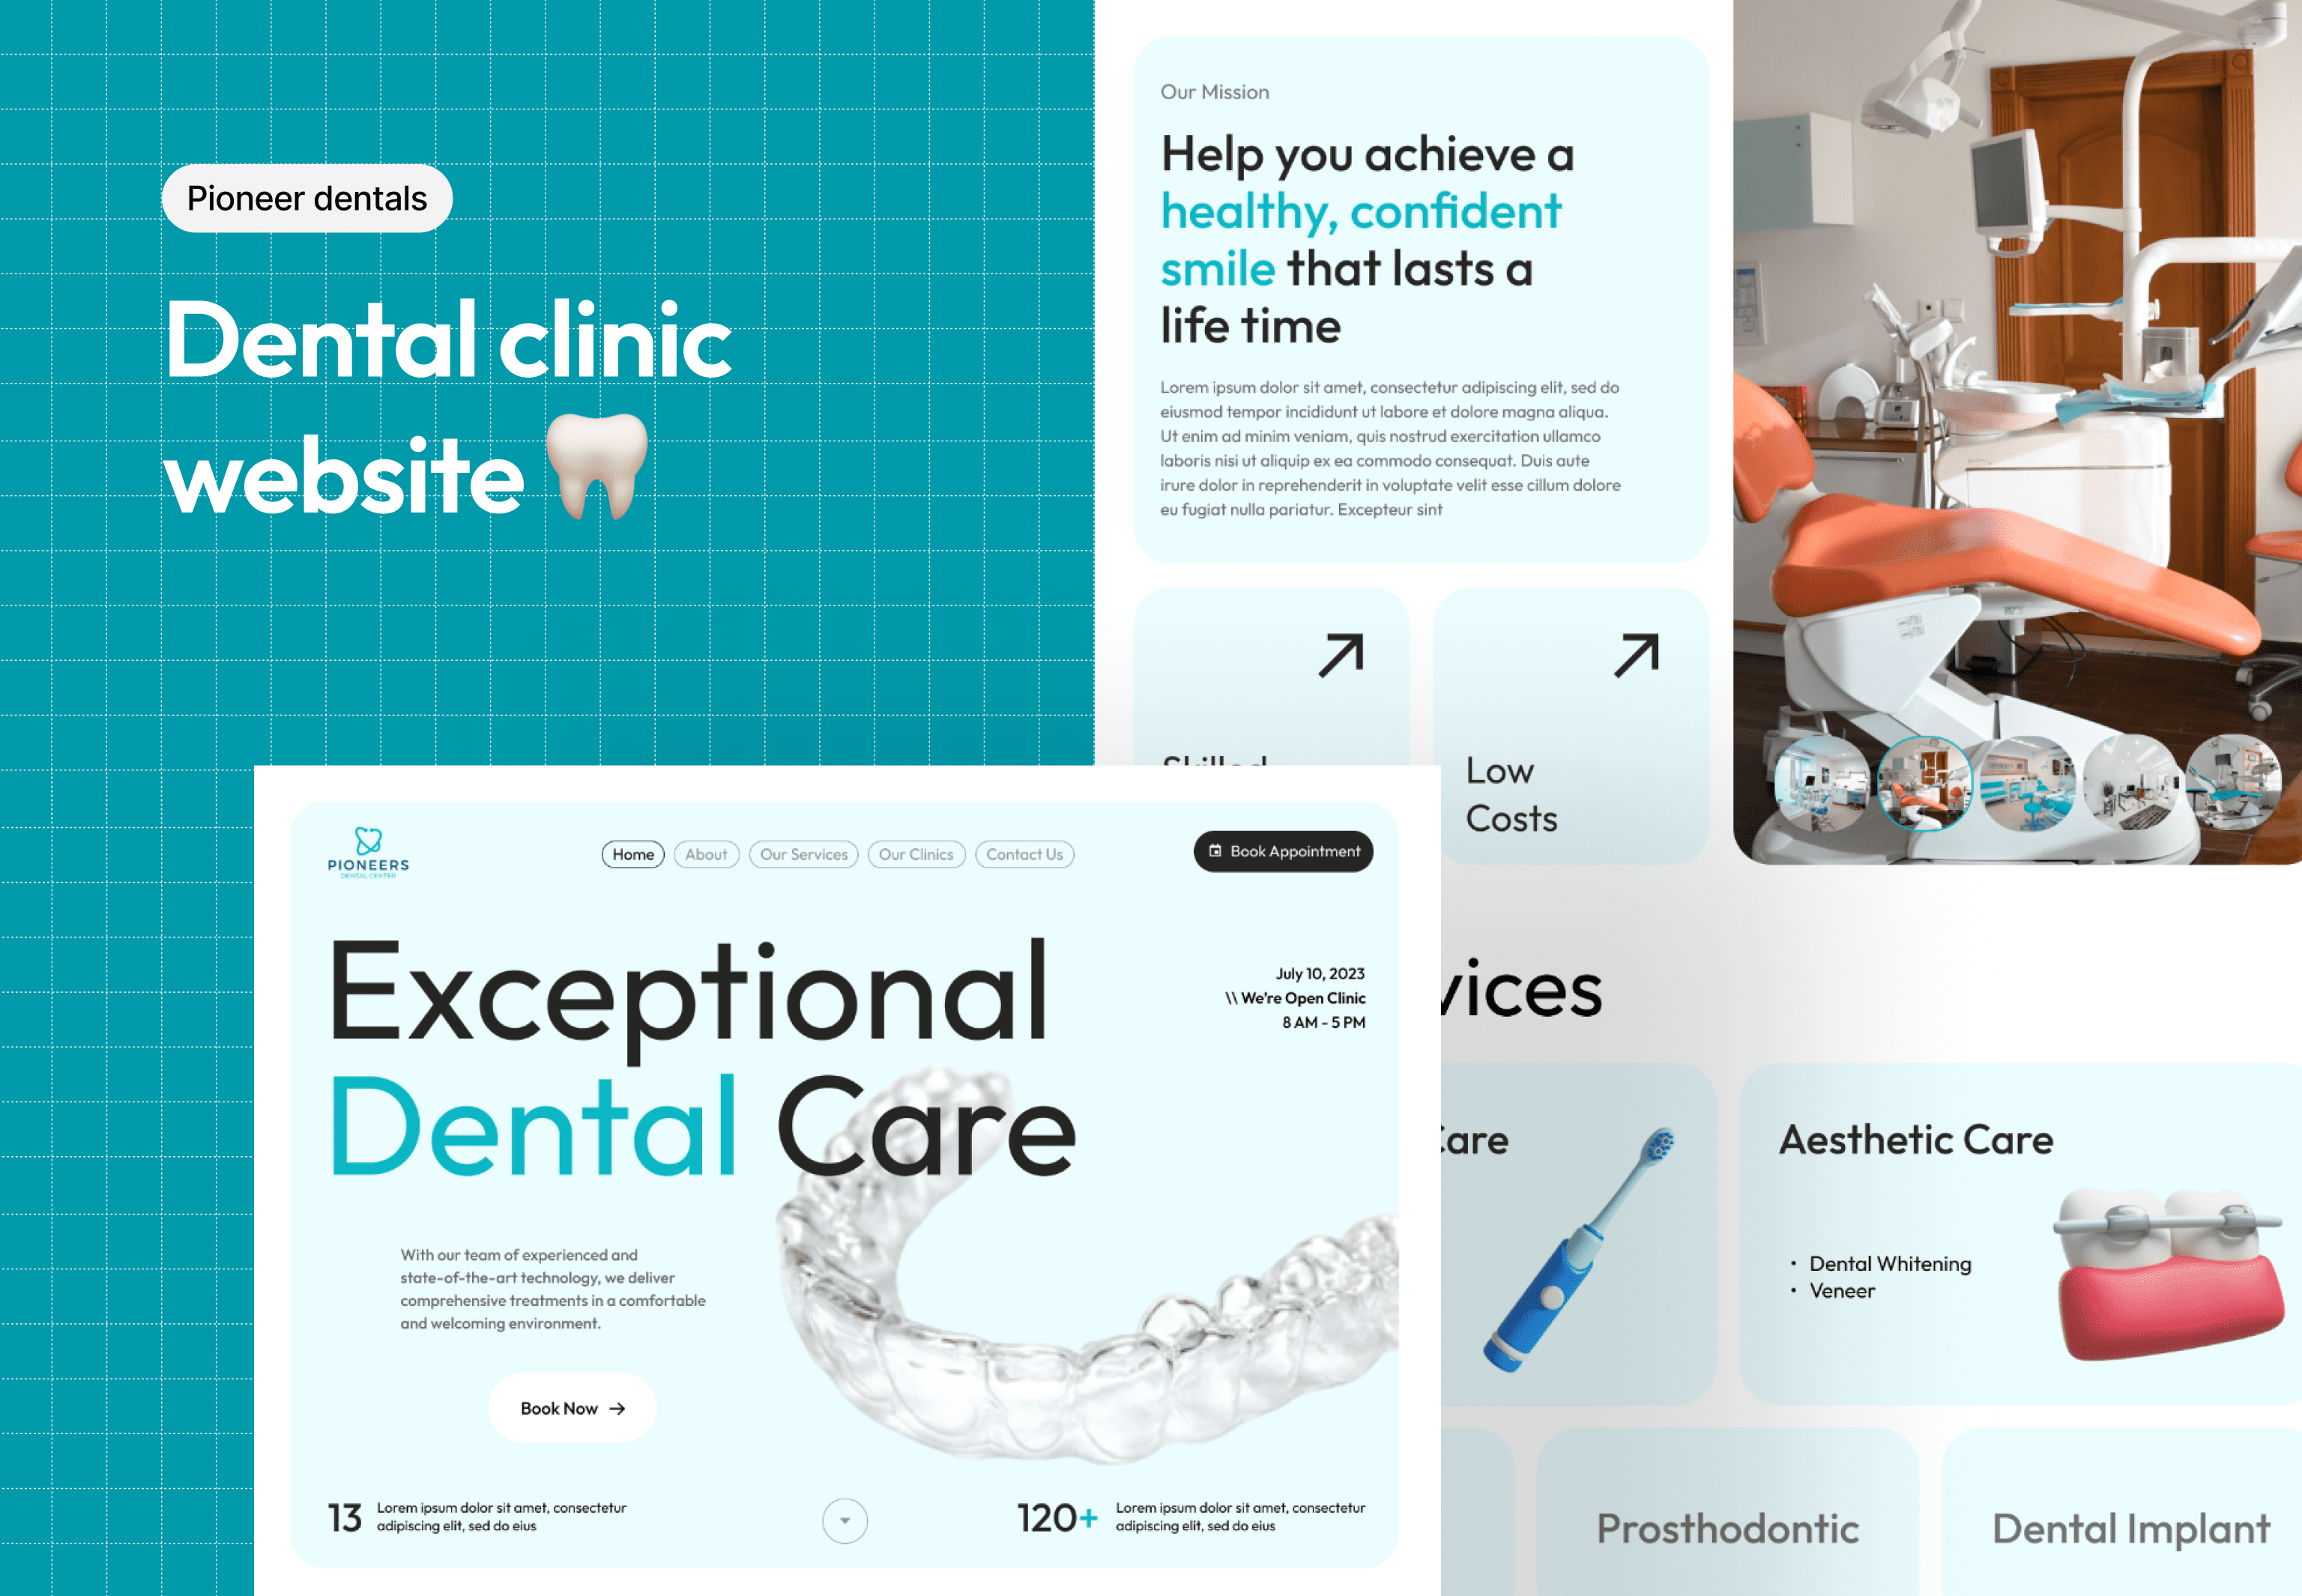 Pioneer dentals
Dental clinic
website
Our Mission
Help you achieve a
healthy, confident
smile that lasts a
life time
Lorem ipsum dolor sit amet, consectetur adipiscing elit, sed do
eiusmod tempor incididunt ut labore et dolore magna aliqua.
Ut enim ad minim veniam, quis nostrud exercitation ullamco
laboris nisi ut aliquip ex ea commodo consequat. Duis aute
irure dolor in reprehenderit in voluptate velit esse cillum dolore
eu fugiat nulla pariatur. Excepteur sint
Skilled
Low
Costs
PIONEERS
DENTAL CENTER
Home
About
Our Services
Our Clinics
Contact Us
Book Appointment
Exceptional
Dental Care
July 10, 2023
\\ We're Open Clinic
8 AM - 5 PM
With our team of experienced and
state-of-the-art technology, we deliver
comprehensive treatments in a comfortable
and welcoming environment.
Book Now →
13
Lorem ipsum dolor sit amet, consectetur
adipiscing elit, sed do eius
120+
Lorem ipsum dolor sit amet, consectetur
adipiscing elit, sed do eius
vices
Care
Aesthetic Care
• Dental Whitening
• Veneer
Prosthodontic
Dental Implant